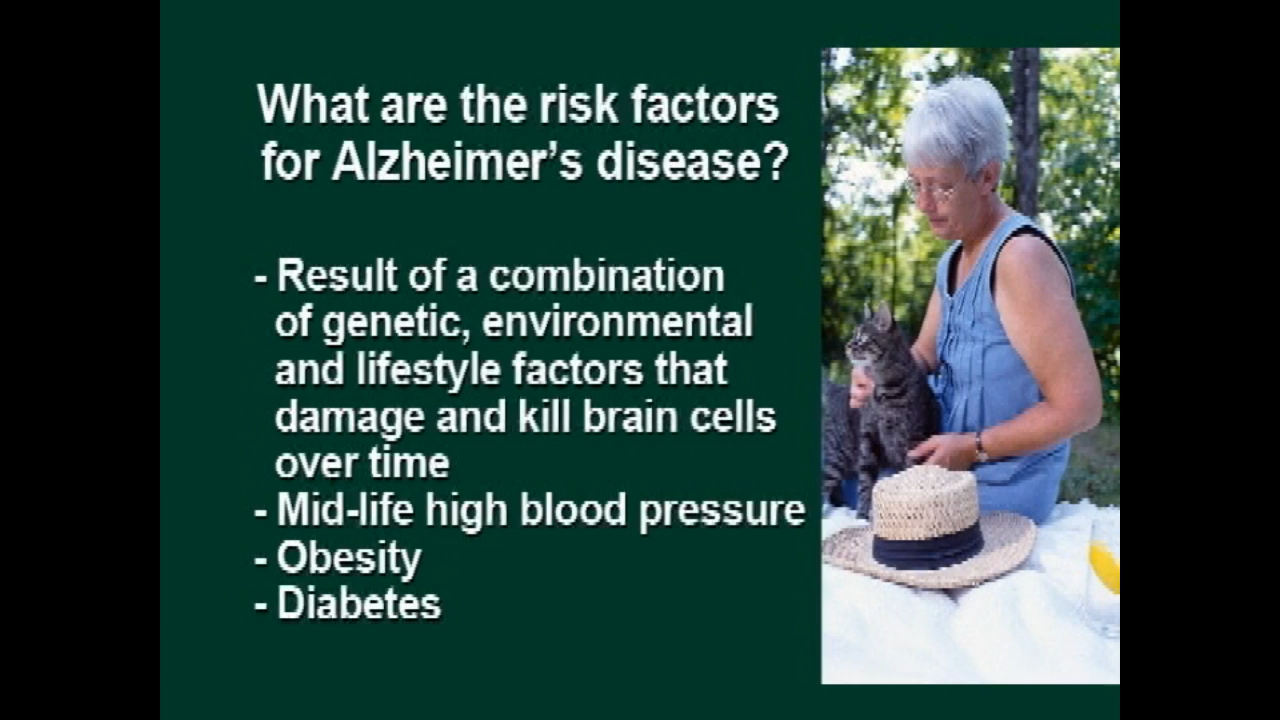 What are the risk factors
for Alzheimer’s disease?
- Result of a combination
of genetic, environmental
and lifestyle factors that
damage and kill brain cells
over time
- Mid-life high blood pressure
- Obesity
- Diabetes